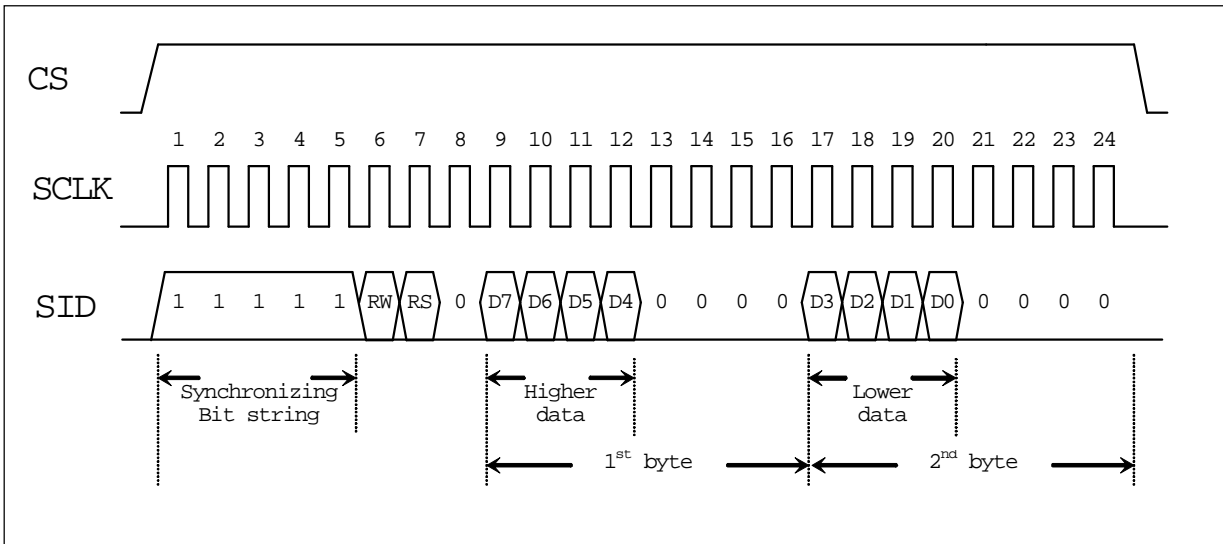 CS
1 2 3 4 5 6 7 8 9 10 11 12 13 14 15 16 17 18 19 20 21 22 23 24
SCLK
SID 1 1 1 1 1 RW RS 0 D7 D6 D5 D4 0 0 0 0 D3 D2 D1 D0 0 0 0 0
Synchronizing Higher Lower
Bit string data data
1st byte 2nd byte